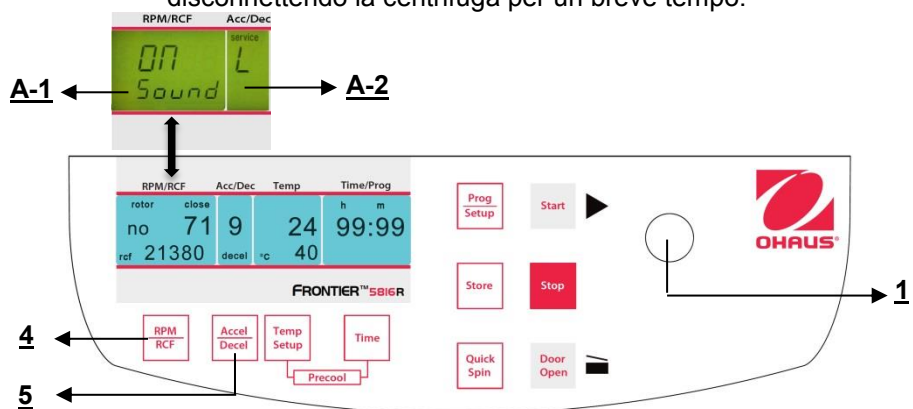 disconnettendo la centrifuga per un breve tempo.
RPM/RCF Acc/Dec
service
ON L
Sound
A-1 A-2
RPM/RCF Acc/Dec Temp Time/Prog
rotor close h m
no 71 9 24 99:99
rcf 21380 decel °C 40
FRONTIER™5816R
Prog
Setup
Start
OHAUS®
Store
Stop
1
4
RPM
RCF
Accel
Decel
Temp
Setup
Time
Precool
Quick
Spin
Door
Open
5